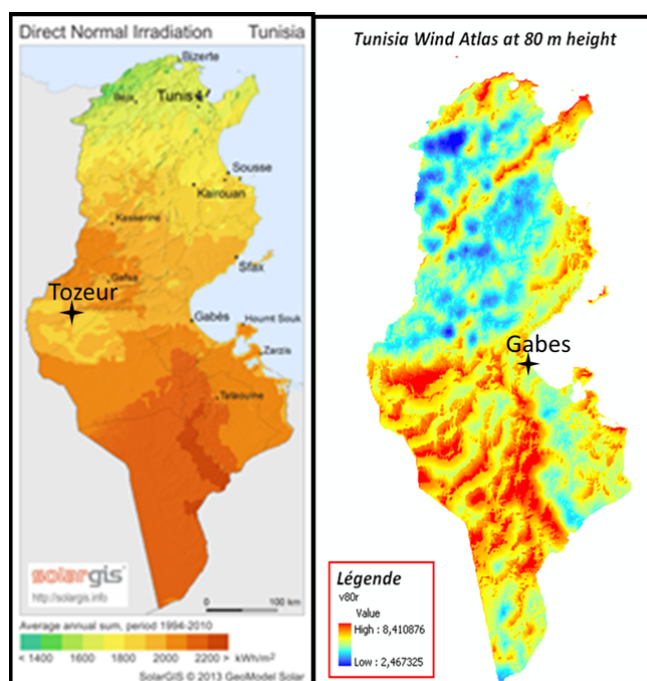 Direct Normal Irradiation Tunisia
Bizerte
Beja
Tunis
Sousse
Kairouan
Kasserine
Sfax
Gafsa
Tozeur
Gabès
Houmt Souk
Zarzis
Tataouine
solargis
http://solargis.info
100 km
Average annual sum, period 1994-2010
< 1400 1600 1800 2000 2200 > kWh/m²
SolarGIS © 2013 GeoModel Solar
Tunisia Wind Atlas at 80 m height
Gabes
Légende
v80r
Value
High : 8,410876
Low : 2,467325